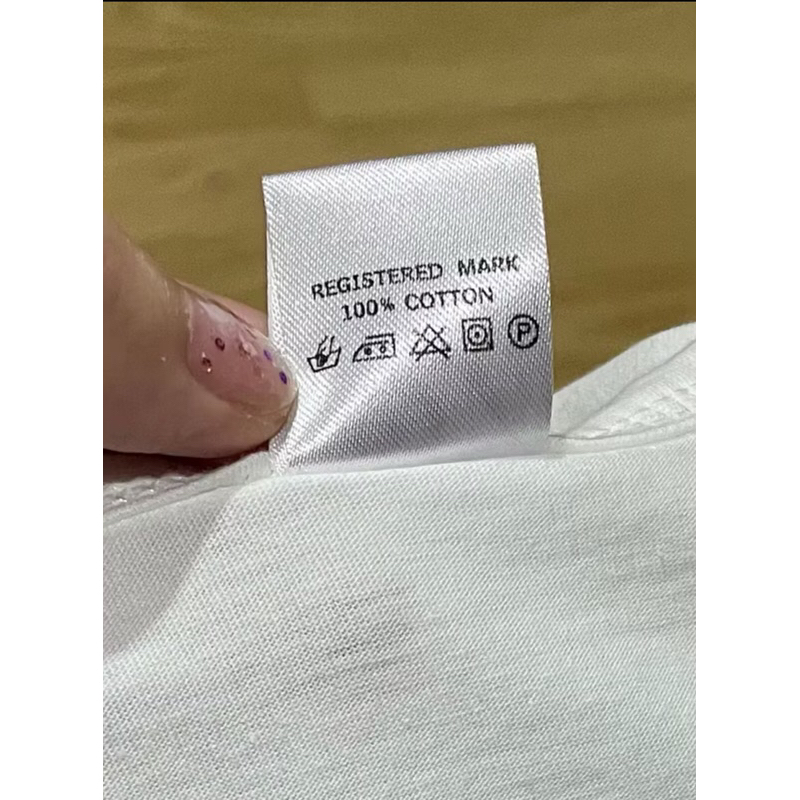 REGISTERED MARK
100% COTTON
P